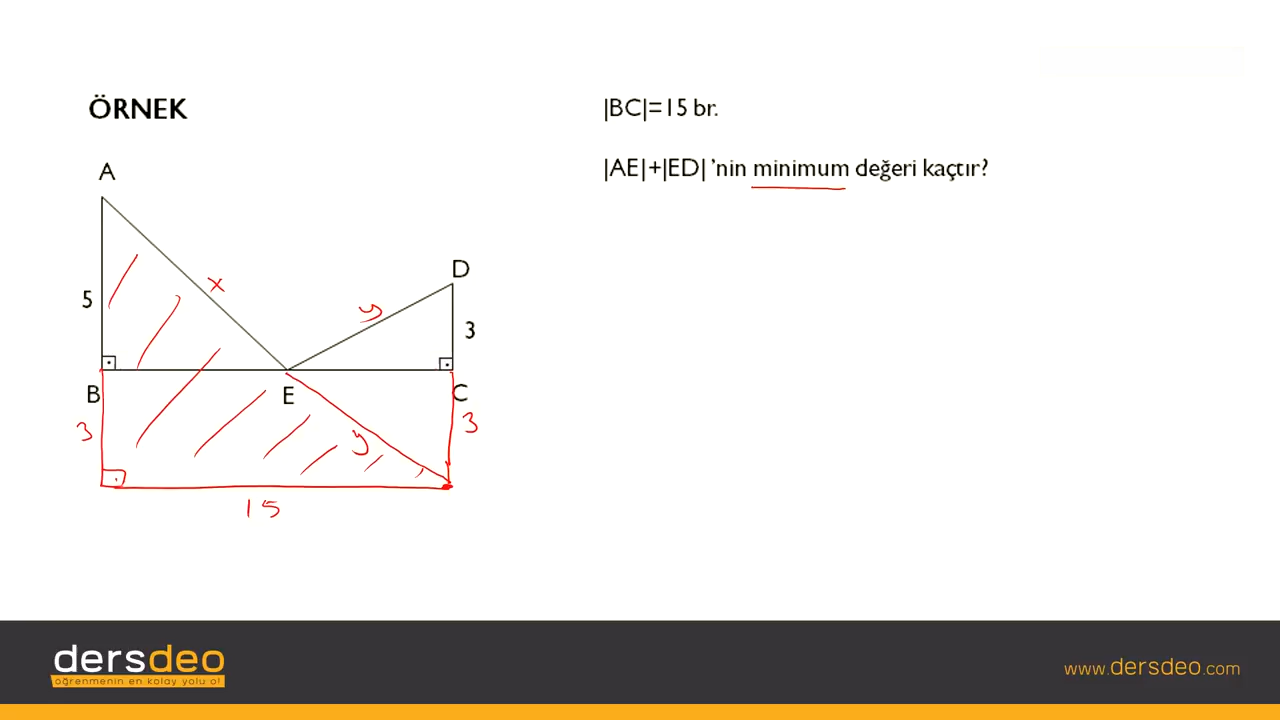 ÖRNEK
|BC|=15 br.
|AE|+|ED| 'nin minimum değeri kaçtır?
A
D
x
y
5
3
B
E
C
3
y
3
15
dersdeo
öğrenmenin en kolay yolu o!
www.dersdeo.com